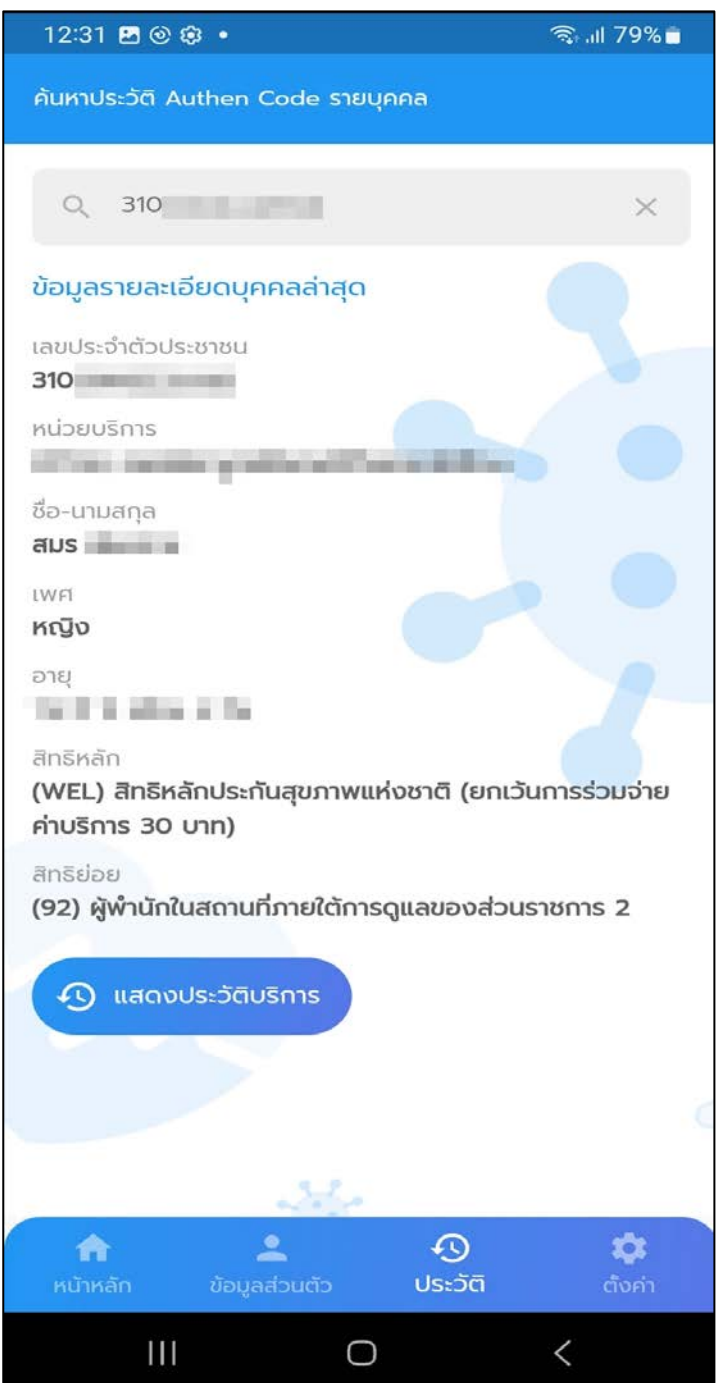 12:31 79%
ค้นหาประวัติ Authen Code รายบุคคล
310
ข้อมูลรายละเอียดบุคคลล่าสุด
เลขประจำตัวประชาชน
310
หน่วยบริการ
ชื่อ-นามสกุล
สมร
เพศ
หญิง
อายุ
สิทธิหลัก
(WEL) สิทธิหลักประกันสุขภาพแห่งชาติ (ยกเว้นการร่วมจ่าย
ค่าบริการ 30 บาท)
สิทธิย่อย
(92) ผู้พำนักในสถานที่ภายใต้การดูแลของส่วนราชการ 2
แสดงประวัติบริการ
หน้าหลัก ข้อมูลส่วนตัว ประวัติ ตั้งค่า